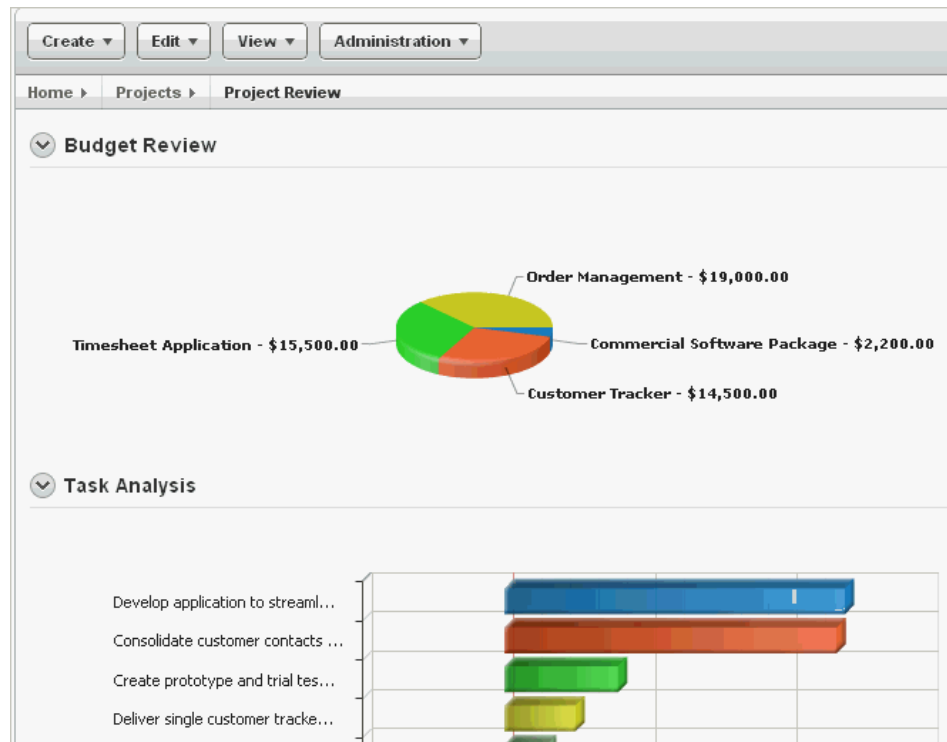 Create Edit View Administration
Home Projects Project Review
Budget Review
Order Management - $19,000.00
Timesheet Application - $15,500.00
Commercial Software Package - $2,200.00
Customer Tracker - $14,500.00
Task Analysis
Develop application to streaml...
Consolidate customer contacts ...
Create prototype and trial tes...
Deliver single customer tracke...